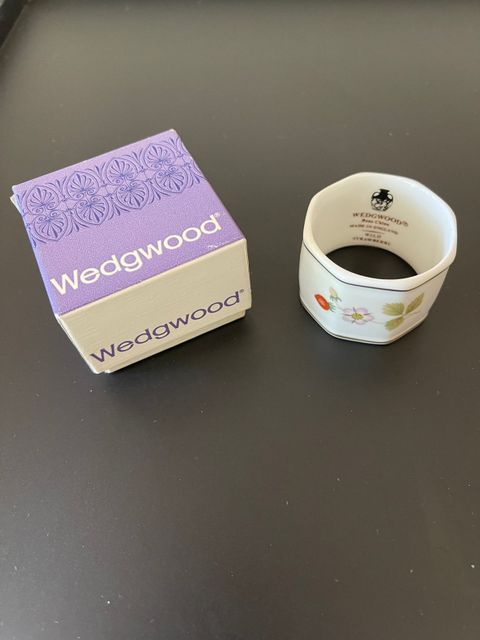 Wedgwood®
Wedgwood®
WEDGWOOD®
Bone China
MADE IN ENGLAND
WILD
STRAWBERRY